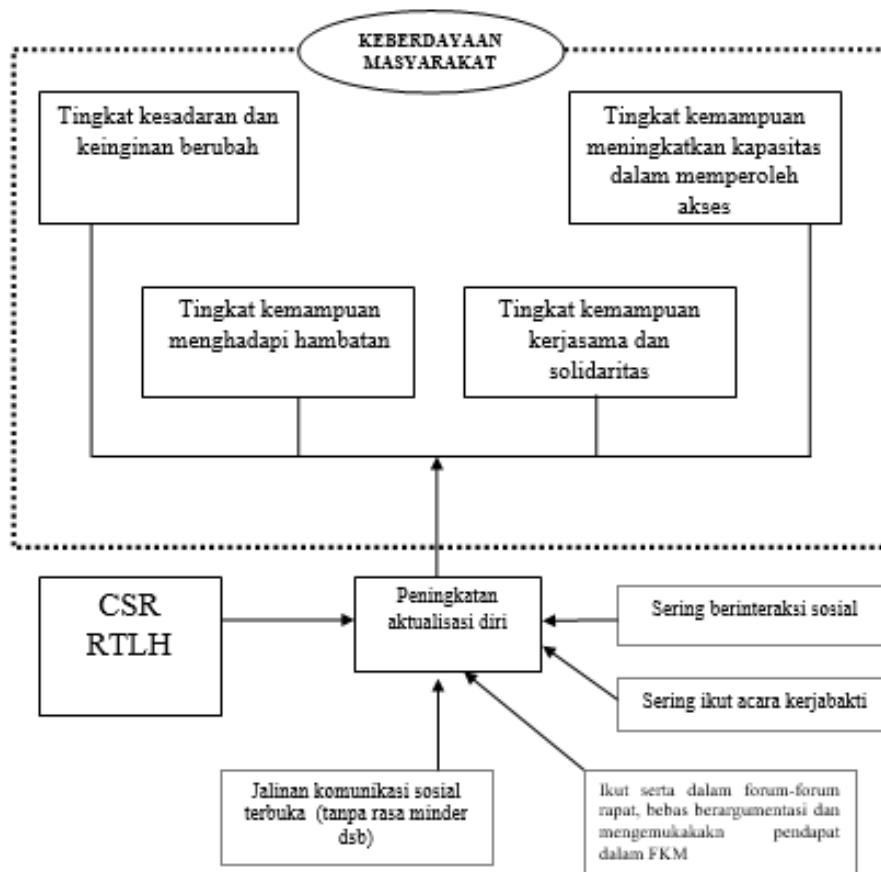 KEBERDAYAAN
MASYARAKAT
Tingkat kesadaran dan
keinginan berubah
Tingkat kemampuan
meningkatkan kapasitas
dalam memperoleh
akses
Tingkat kemampuan
menghadapi hambatan
Tingkat kemampuan
kerjasama dan
solidaritas
CSR
RTLH
Peningkatan
aktualisasi diri
Sering berinteraksi sosial
Sering ikut acara kerjabakti
Jalinan komunikasi sosial
terbuka (tanpa rasa minder
dsb)
Ikut serta dalam forum-forum
rapat, bebas berargumentasi dan
mengemukakakn pendapat
dalam FKM